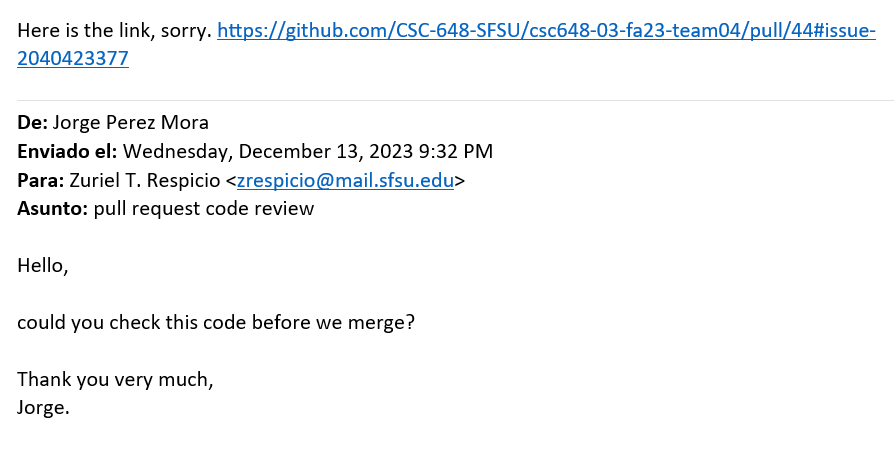 Here is the link, sorry. https://github.com/CSC-648-SFSU/csc648-03-fa23-team04/pull/44#issue-
2040423377
De: Jorge Perez Mora
Enviado el: Wednesday, December 13, 2023 9:32 PM
Para: Zuriel T. Respicio <zrespicio@mail.sfsu.edu>
Asunto: pull request code review
Hello,
could you check this code before we merge?
Thank you very much,
Jorge.